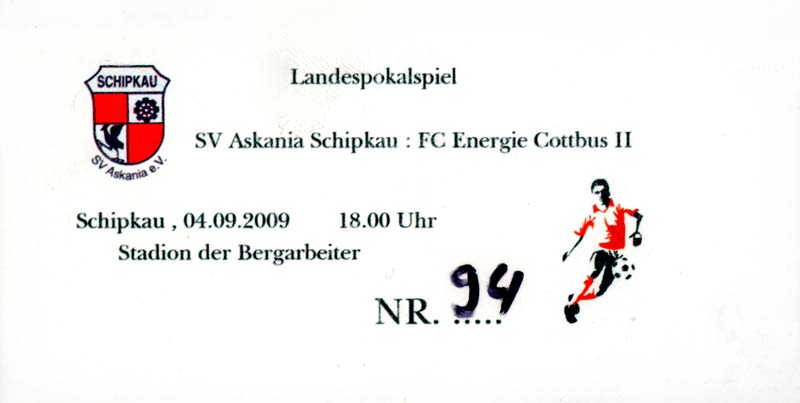 SCHIPKAU
SV Askania e.V.
Landespokalspiel
SV Askania Schipkau : FC Energie Cottbus II
Schipkau , 04.09.2009 18.00 Uhr
Stadion der Bergarbeiter
NR. 94